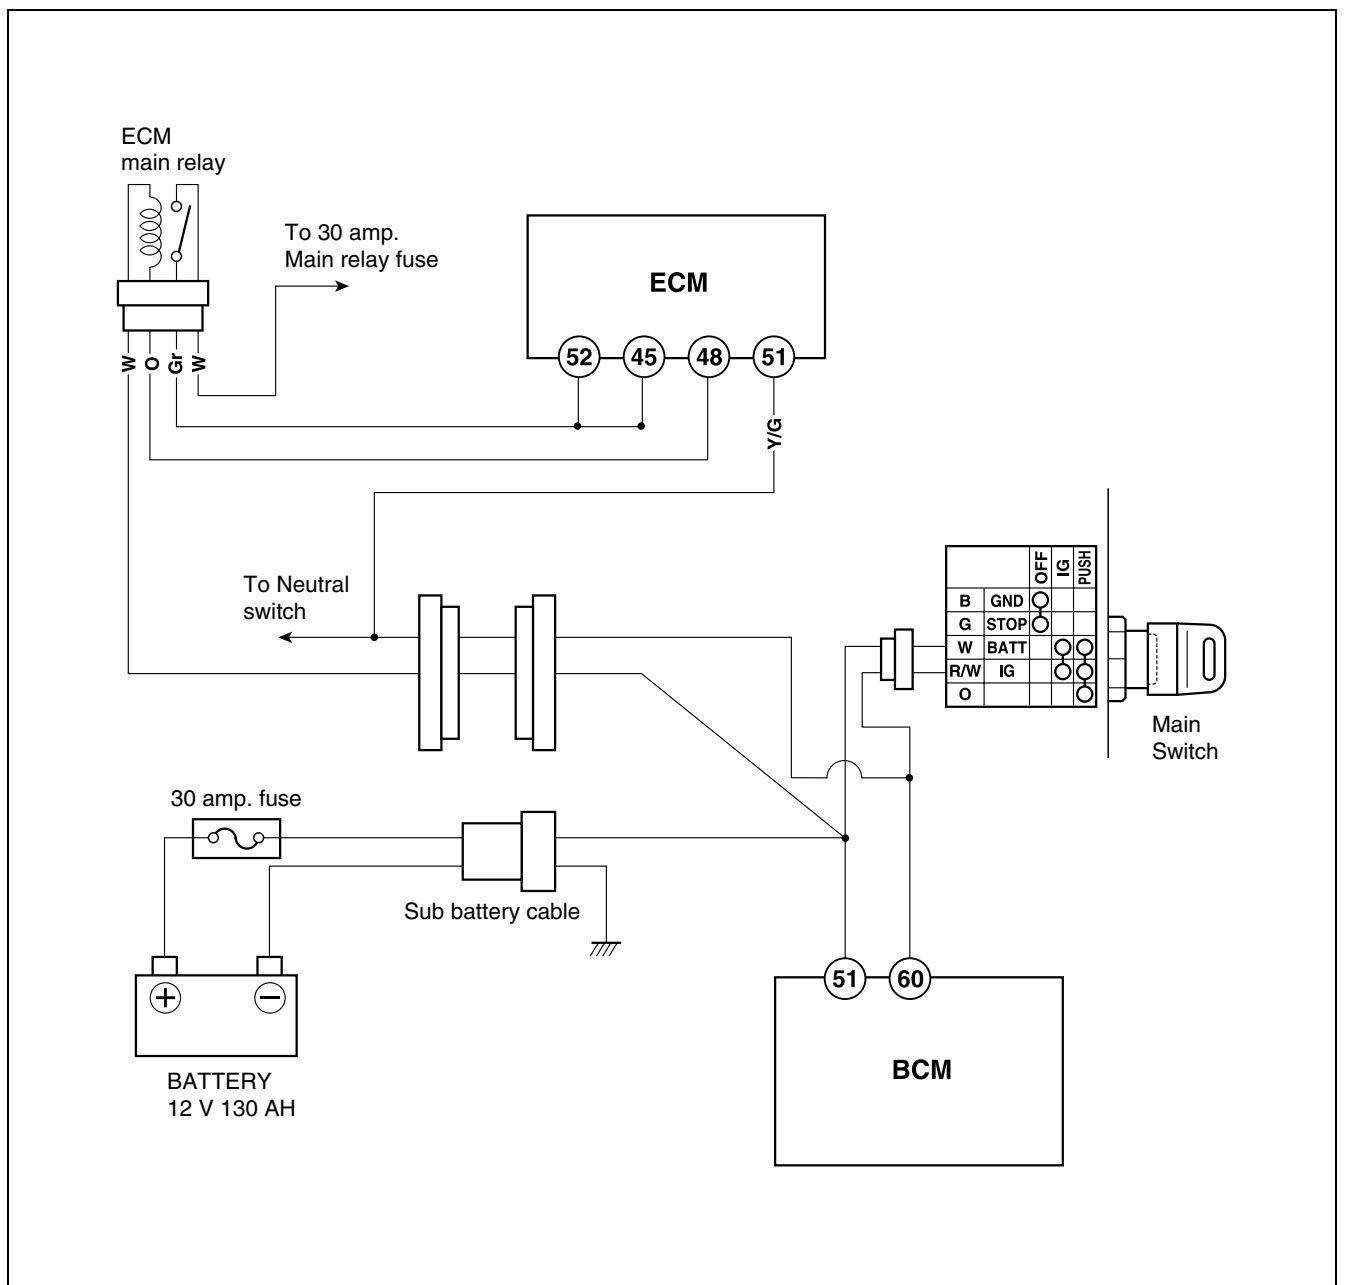 ECM
main relay
To 30 amp.
Main relay fuse
ECM
52 45 48 51
W O Gr W
Y/G
To Neutral
switch
OFF IG PUSH
B GND
G STOP
W BATT
R/W IG
O
Main
Switch
30 amp. fuse
Sub battery cable
51 60
+ −
BCM
BATTERY
12 V 130 AH